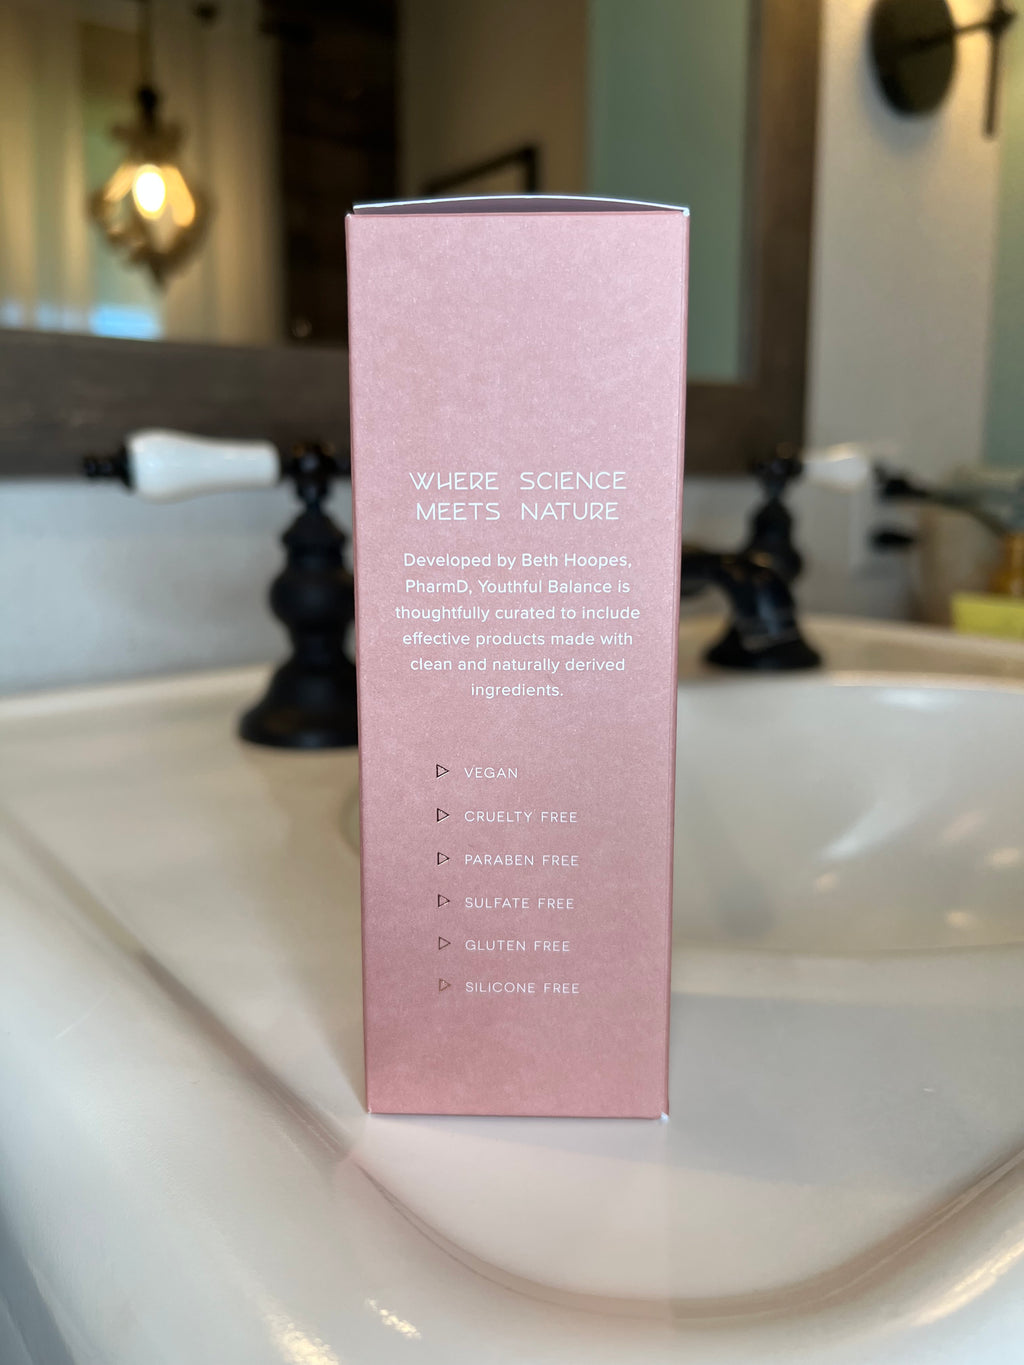 WHERE SCIENCE
MEETS NATURE
Developed by Beth Hoopes,
PharmD, Youthful Balance is
thoughtfully curated to include
effective products made with
clean and naturally derived
ingredients.
VEGAN
CRUELTY FREE
PARABEN FREE
SULFATE FREE
GLUTEN FREE
SILICONE FREE